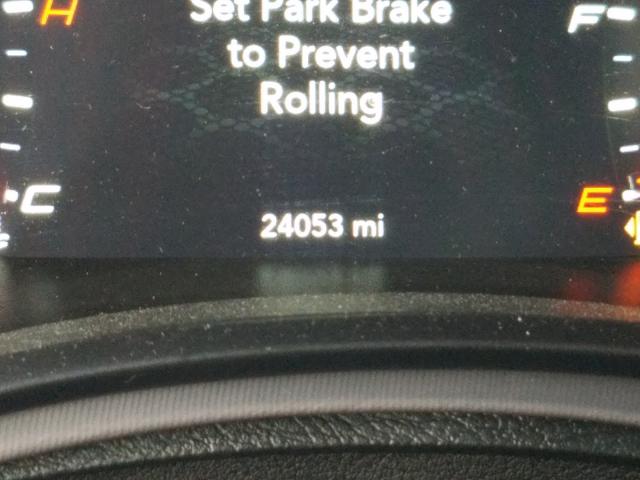 H
Set Park Brake
F
to Prevent
Rolling
C
E
24053 mi